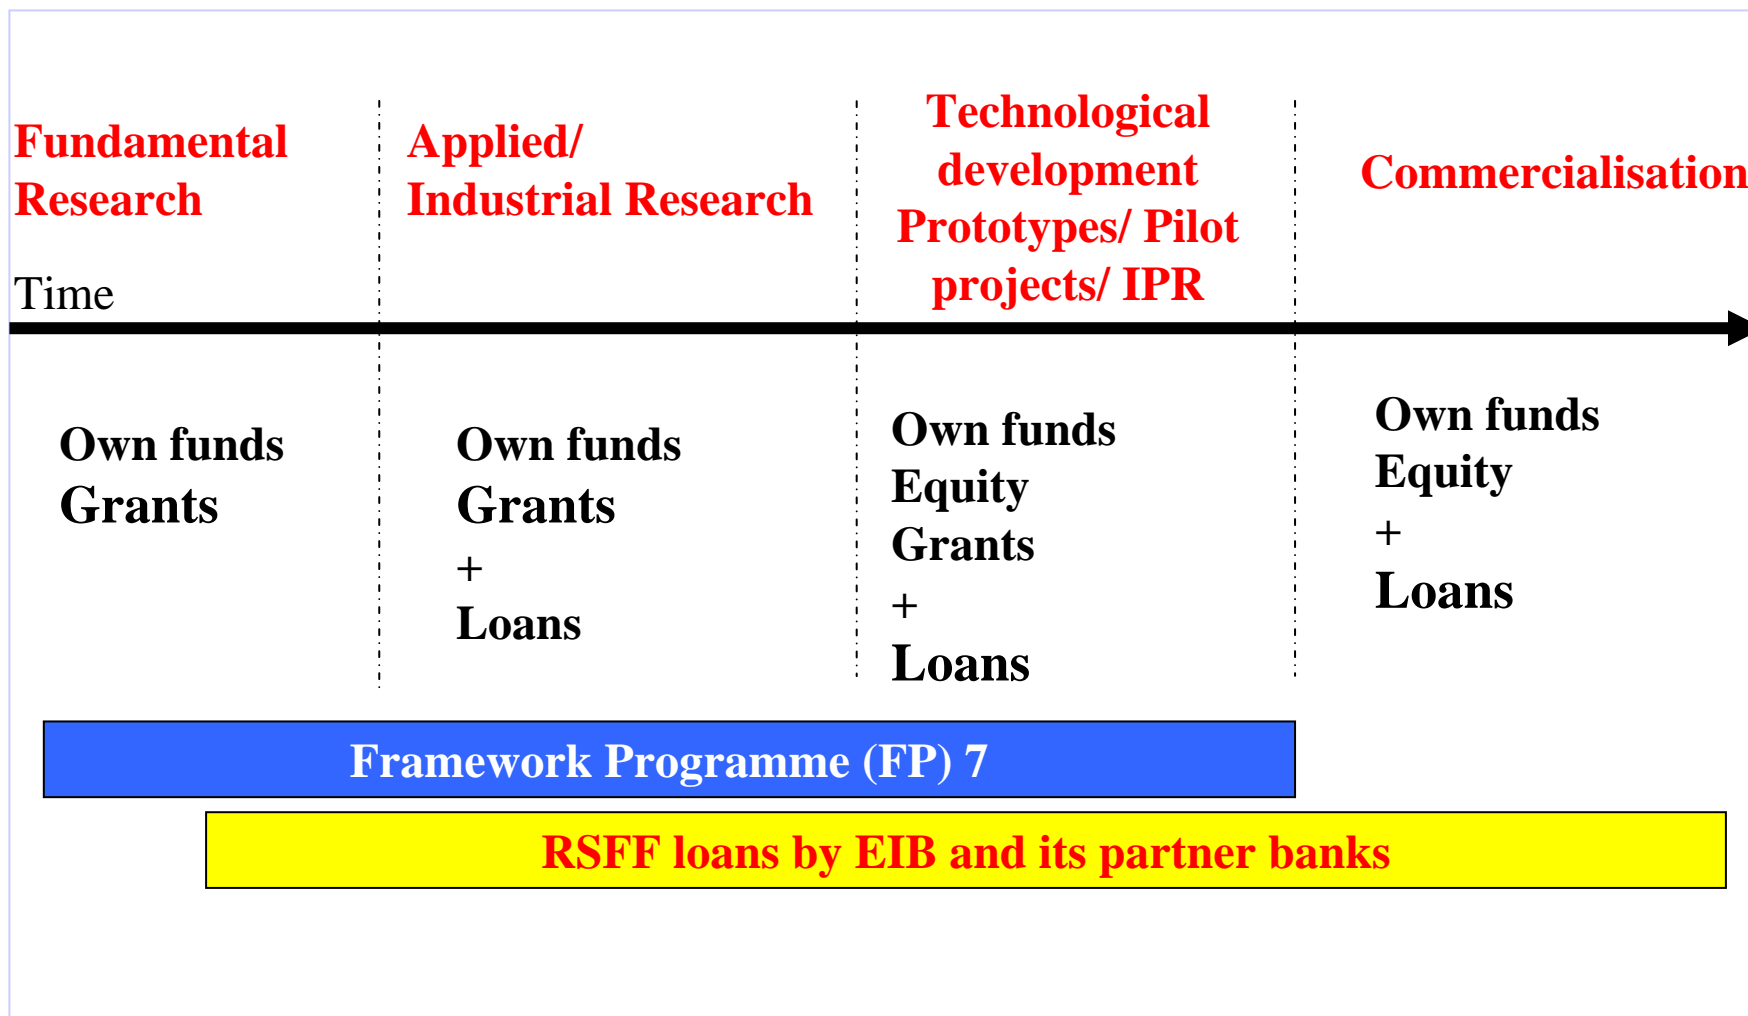 Fundamental
Research
Applied/
Industrial Research
Technological
development
Prototypes/ Pilot
projects/ IPR
Commercialisation
Time
Own funds
Grants
Own funds
Grants
+
Loans
Own funds
Equity
Grants
+
Loans
Own funds
Equity
+
Loans
Framework Programme (FP) 7
RSFF loans by EIB and its partner banks